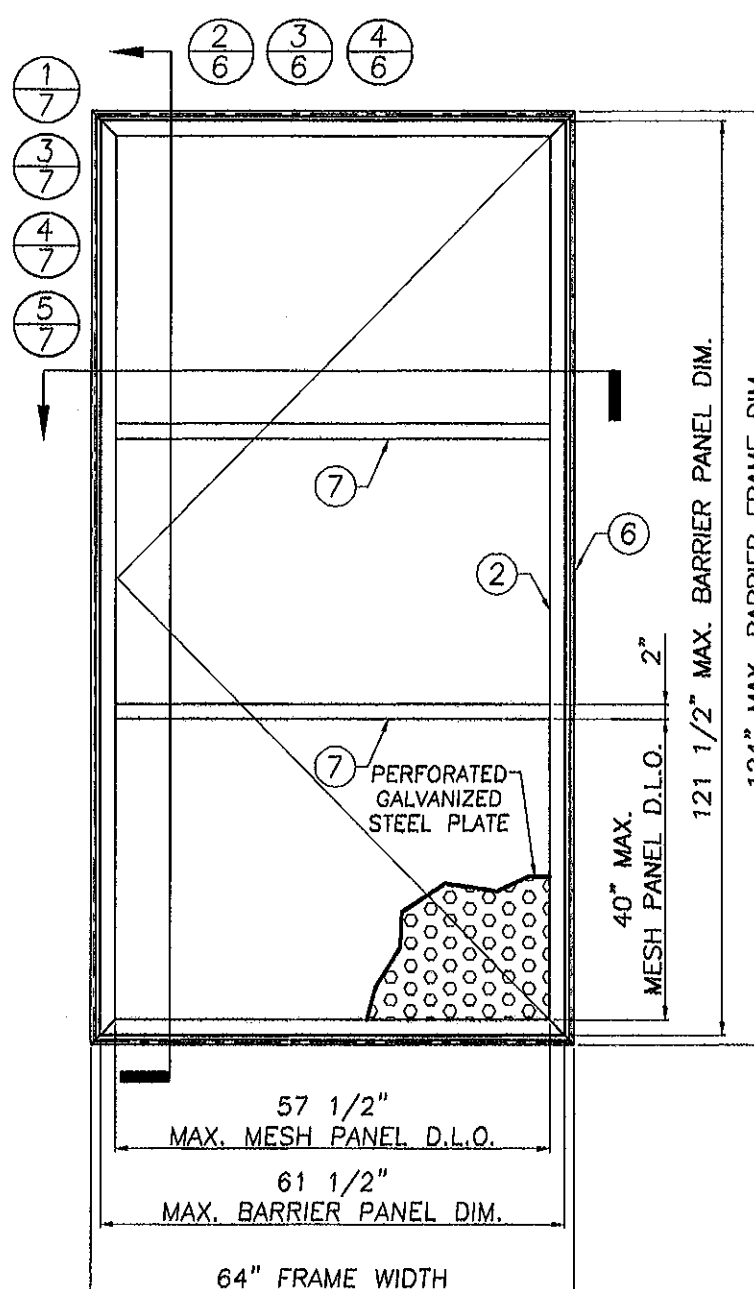 2 3 4
6 6 6
1
7
3
7
4
7
5
7
7
6
2
2"
121 1/2" MAX. BARRIER PANEL DIM.
7
PERFORATED
GALVANIZED
STEEL PLATE
40" MAX.
MESH PANEL D.L.O.
57 1/2"
MAX. MESH PANEL D.L.O.
61 1/2"
MAX. BARRIER PANEL DIM.
64" FRAME WIDTH